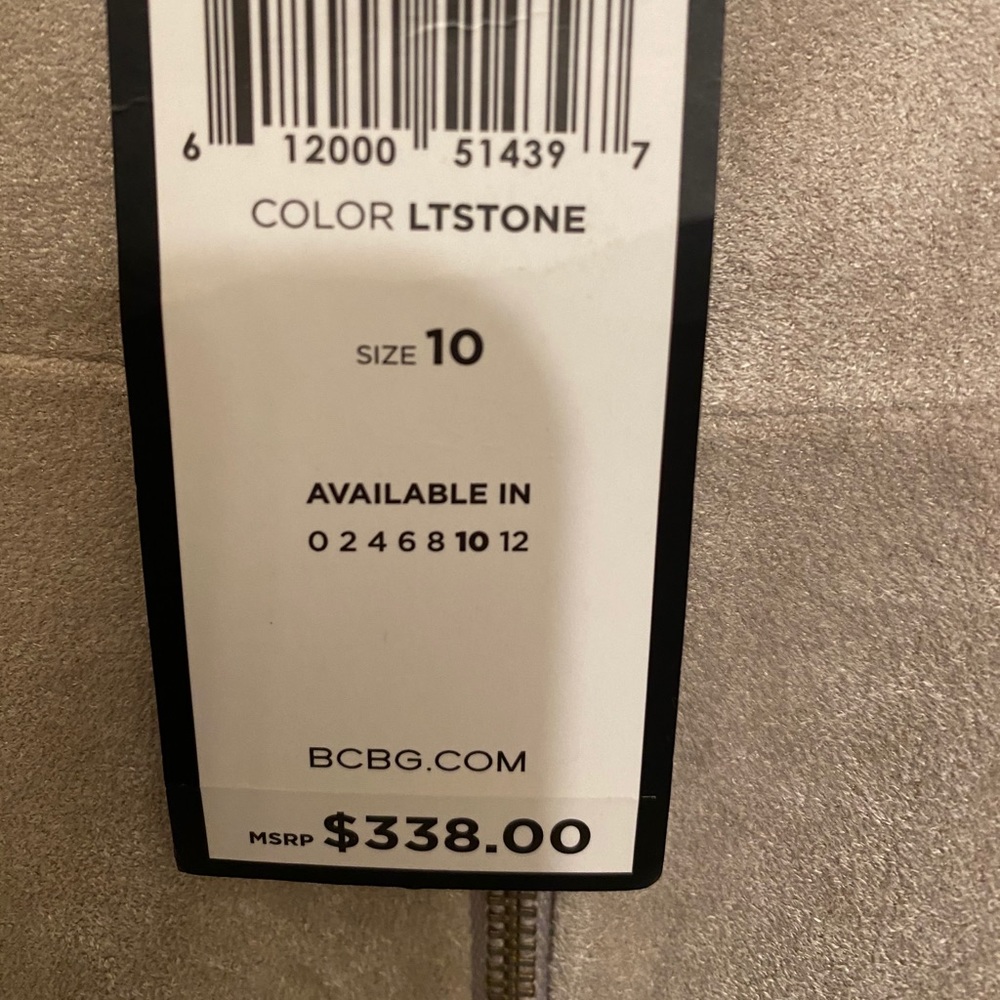 6 12000 51439 7
COLOR LTSTONE
SIZE 10
AVAILABLE IN
0 2 4 6 8 10 12
BCBG.COM
MSRP $338.00